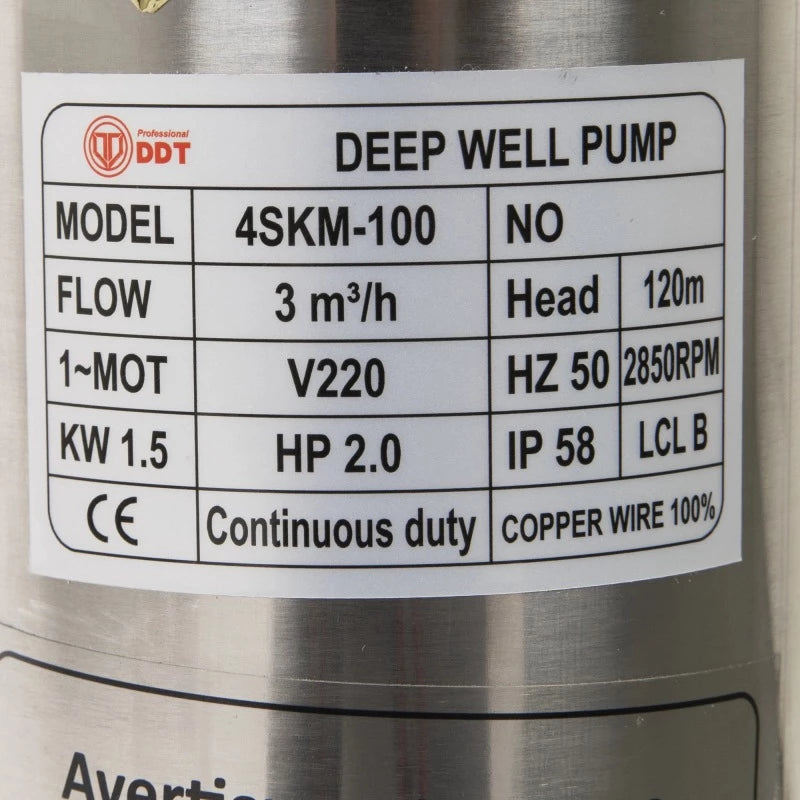 Professional
DDT
DEEP WELL PUMP
MODEL 4SKM-100 NO
FLOW 3 m³/h Head 120m
1~MOT V220 HZ 50 2850RPM
KW 1.5 HP 2.0 IP 58 LCL B
CE Continuous duty COPPER WIRE 100%